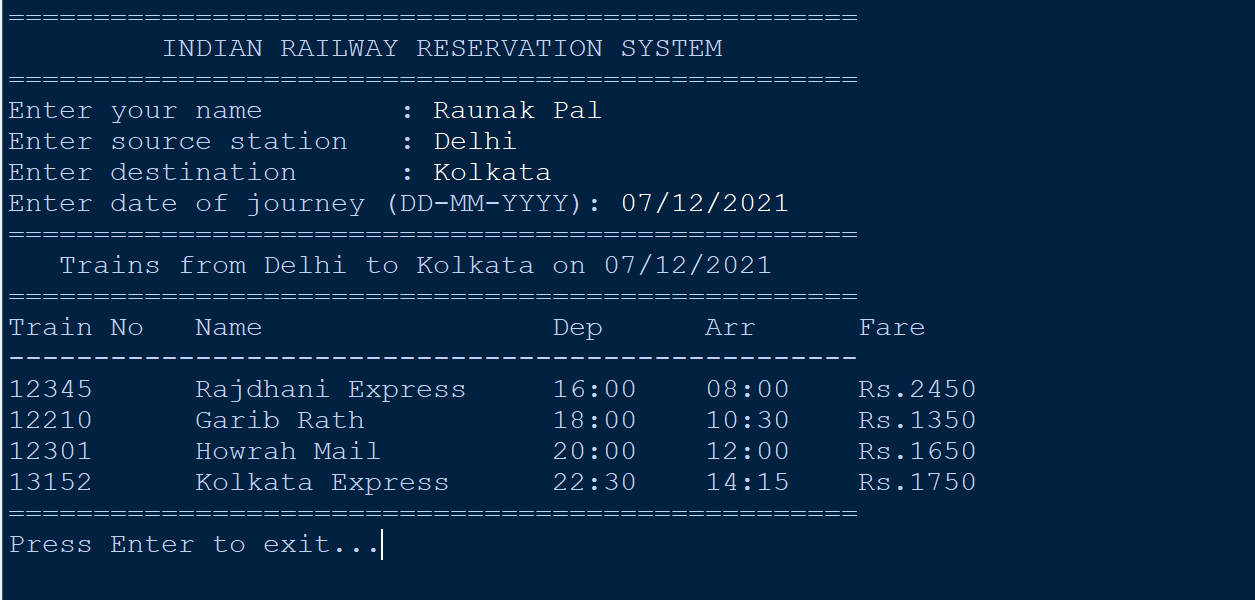 ==================================================
INDIAN RAILWAY RESERVATION SYSTEM
==================================================
Enter your name        : Raunak Pal
Enter source station   : Delhi
Enter destination      : Kolkata
Enter date of journey (DD-MM-YYYY): 07/12/2021
==================================================
Trains from Delhi to Kolkata on 07/12/2021
==================================================
Train No   Name                 Dep      Arr      Fare
--------------------------------------------------
12345      Rajdhani Express     16:00    08:00    Rs.2450
12210      Garib Rath           18:00    10:30    Rs.1350
12301      Howrah Mail          20:00    12:00    Rs.1650
13152      Kolkata Express      22:30    14:15    Rs.1750
==================================================
Press Enter to exit...